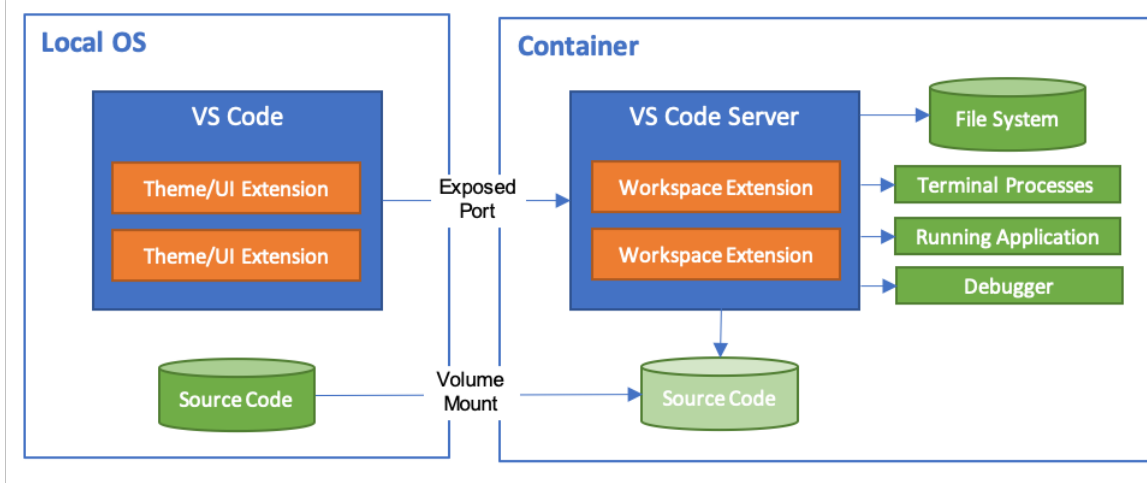 Local OS
VS Code
Theme/UI Extension
Theme/UI Extension
Source Code
Exposed
Port
Volume
Mount
Container
VS Code Server
Workspace Extension
Workspace Extension
File System
Terminal Processes
Running Application
Debugger
Source Code